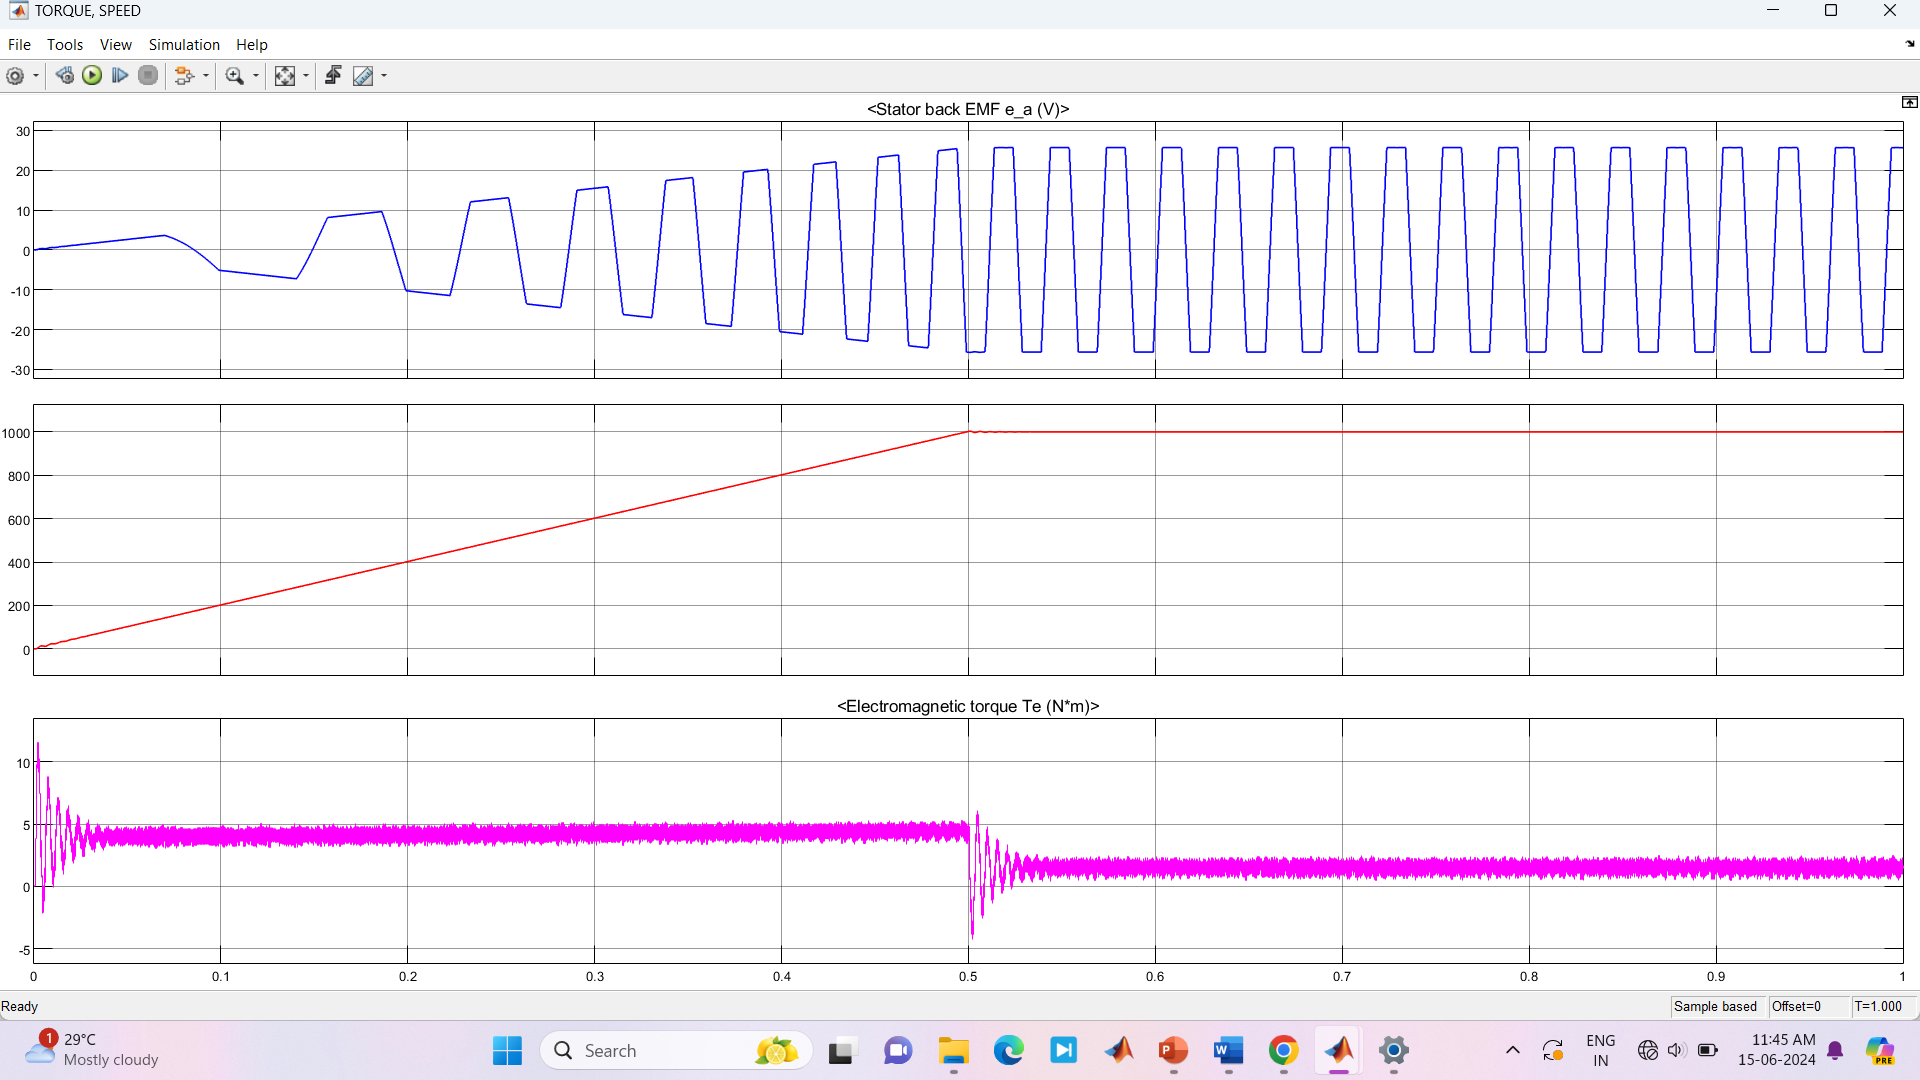 TORQUE, SPEED
File Tools View Simulation Help
<Stator back EMF e_a (V)>
30
20
10
0
-10
-20
-30
1000
800
600
400
200
0
<Electromagnetic torque Te (N*m)>
10
5
0
-5
0 0.1 0.2 0.3 0.4 0.5 0.6 0.7 0.8 0.9 1
Ready Sample based Offset=0 T=1.000
1 29°C
Mostly cloudy
Search
ENG
IN
11:45 AM
15-06-2024
PRE